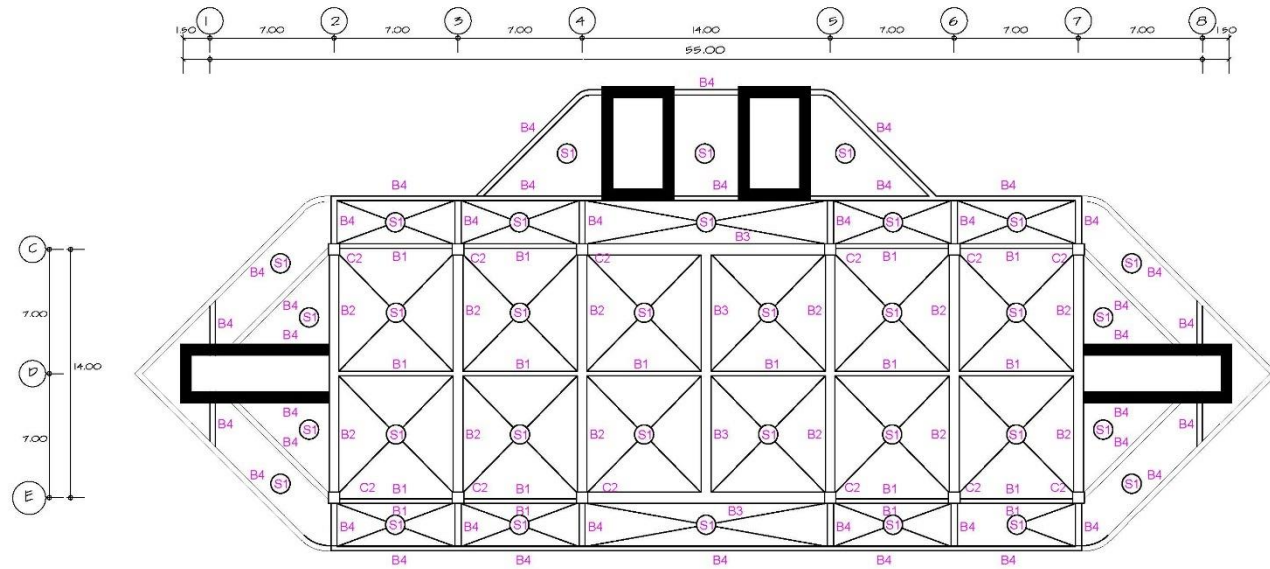 1 2 3 4 5 6 7 8
1.50 7.00 7.00 7.00 14.00 7.00 7.00 7.00 1.50
55.00
B4
B4 B4
S1 S1 S1
B4 B4 B4 B4 B4
B4 S1 B4 S1 B4 S1 B4 S1 B4 S1 B4
B3
C
C2 B1 C2 B1 C2 C2 B1 C2 B1 C2
S1 B4 B4 S1
7.00
B4 S1 B2 S1 B2 S1 B2 S1 B3 S1 B2 S1 B2 S1 B2 S1 B4
B4 B4 B4 B4
B1 B1 B1 B1 B1 B1
D 14.00
B4 B4
7.00
B4 S1 B4 B2 S1 B2 S1 B2 S1 B3 S1 B2 S1 B2 S1 B2 B4 S1 B4
B4 S1 S1 B4
E
C2 B1 C2 B1 C2 C2 B1 C2 B1 C2
B1 B1 B3 B1 B1
B4 S1 B4 S1 B4 S1 B4 S1 B4 S1 B4
B4 B4 B4 B4 B4